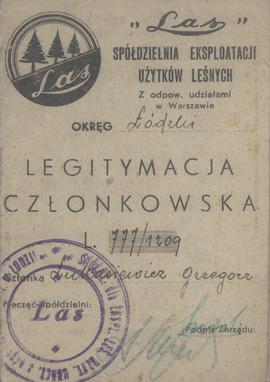 Las
"Las"
SPÓŁDZIELNIA EKSPLOATACJI
UŻYTKÓW LEŚNYCH
Z odpow. udziałami
w Warszawie
OKRĘG Łódzki
LEGITYMACJA
CZŁONKOWSKA
L. 777/1209
Członka Grzegorz
Pieczęć Spółdzielni:
Las
Podpis Zarządu: